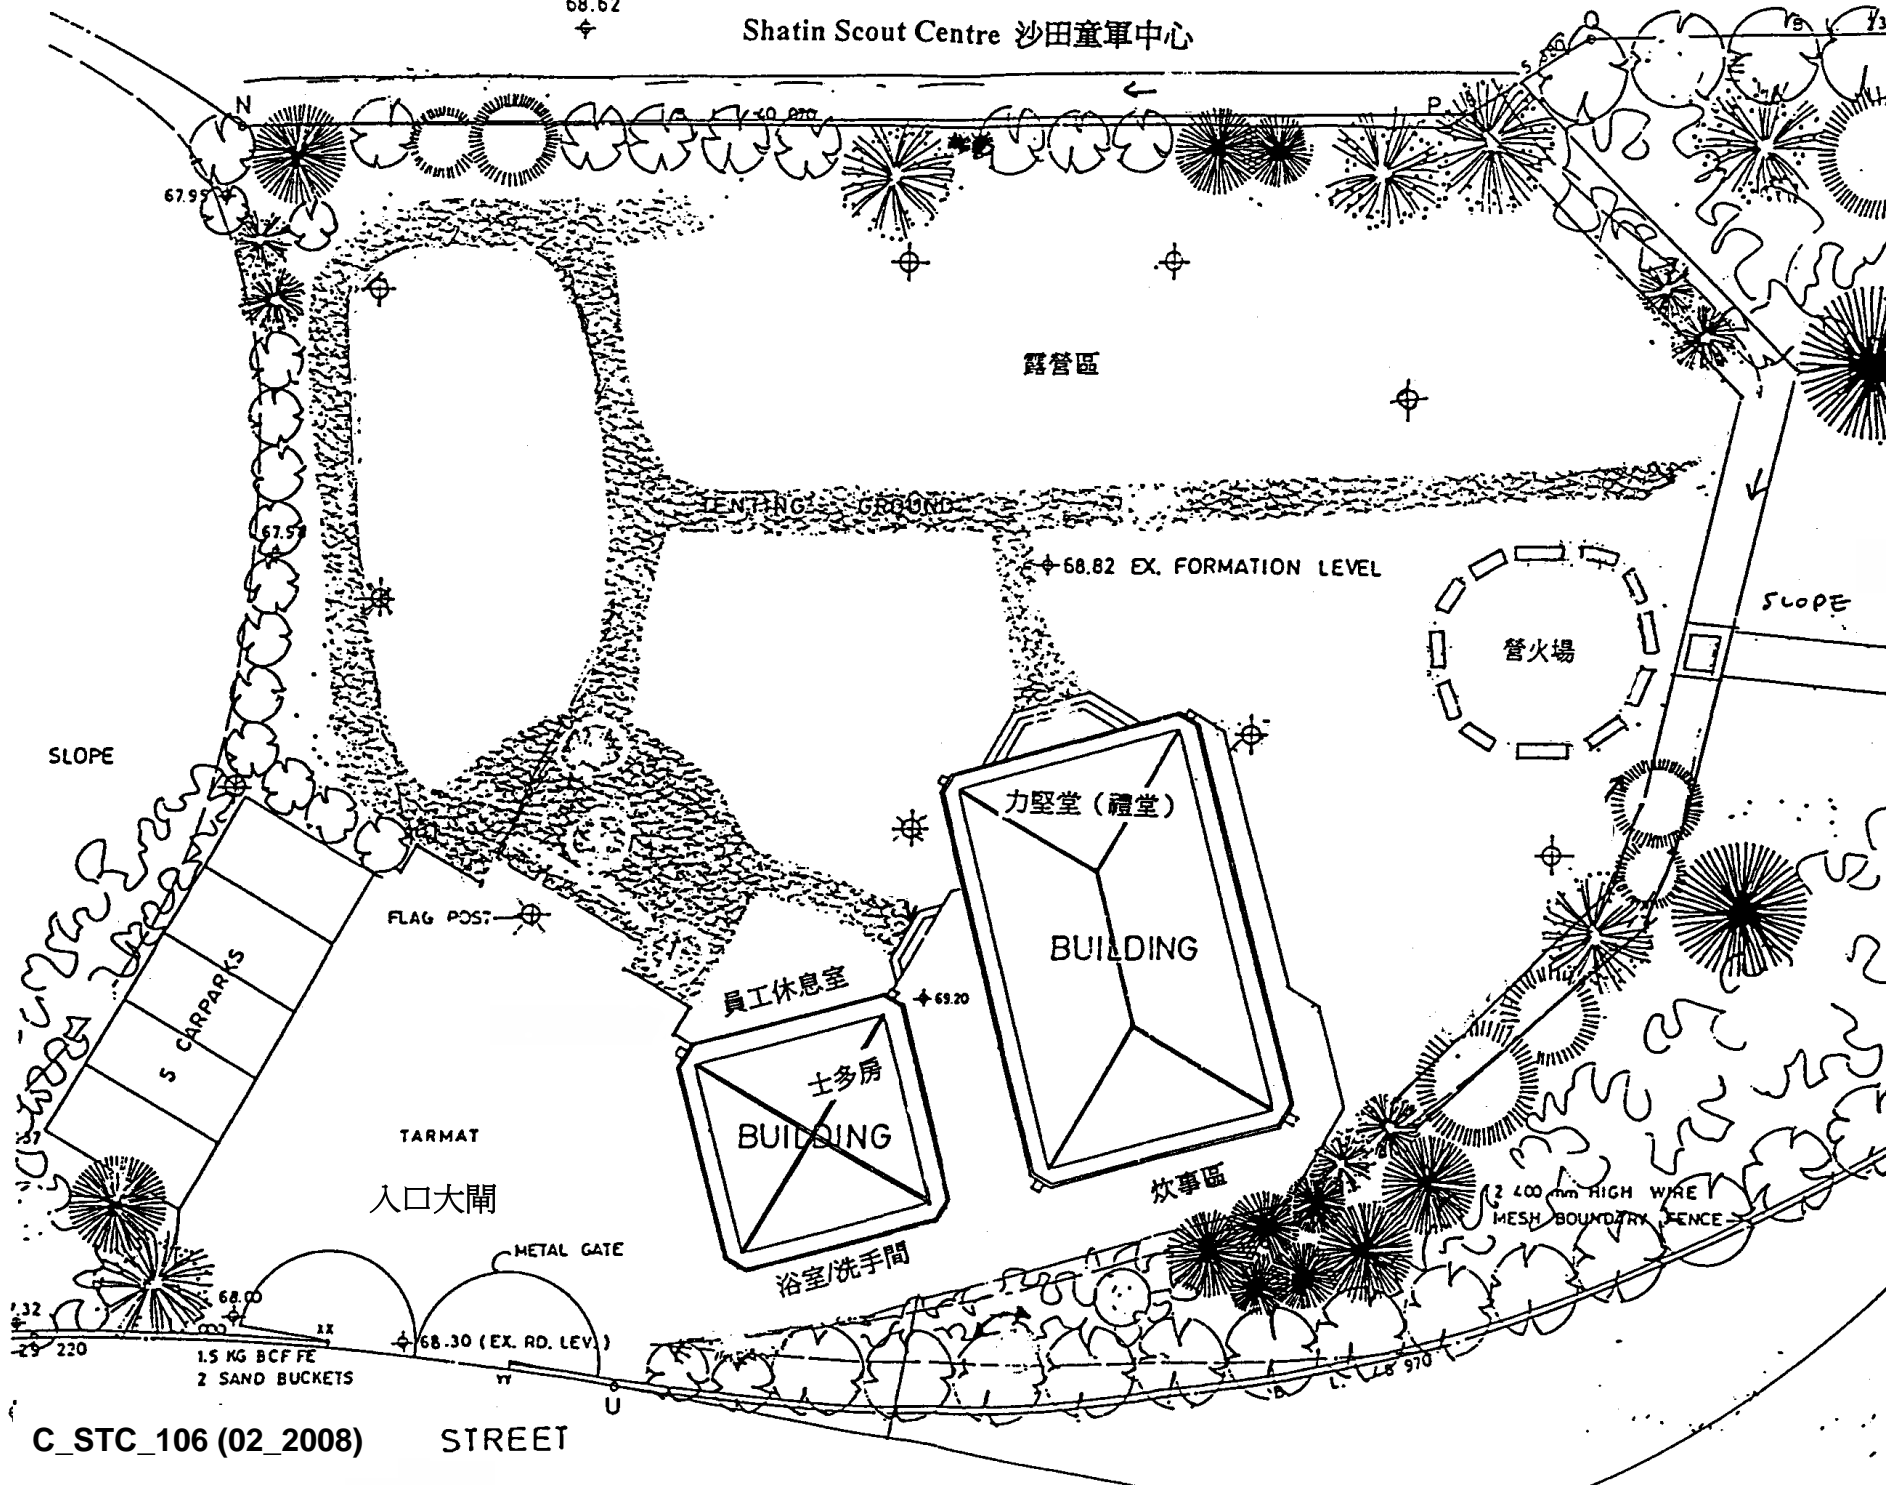 68.62
Shatin Scout Centre 沙田童軍中心
N
P
S
O
67.95
露營區
TENTING GROUND
67.58
68.82 EX. FORMATION LEVEL
SLOPE
營火場
SLOPE
力堅堂（禮堂）
FLAG POST
BUILDING
員工休息室
69.20
5 CARPARKS
士多房
TARMAT
BUILDING
入口大閘
炊事區
2 400 mm HIGH WIRE
MESH BOUNDARY FENCE
METAL GATE
浴室/洗手間
68.00
68.30 (EX. RD. LEV.)
29 220
1.5 KG BCF FE
2 SAND BUCKETS
U
C_STC_106 (02_2008)
STREET